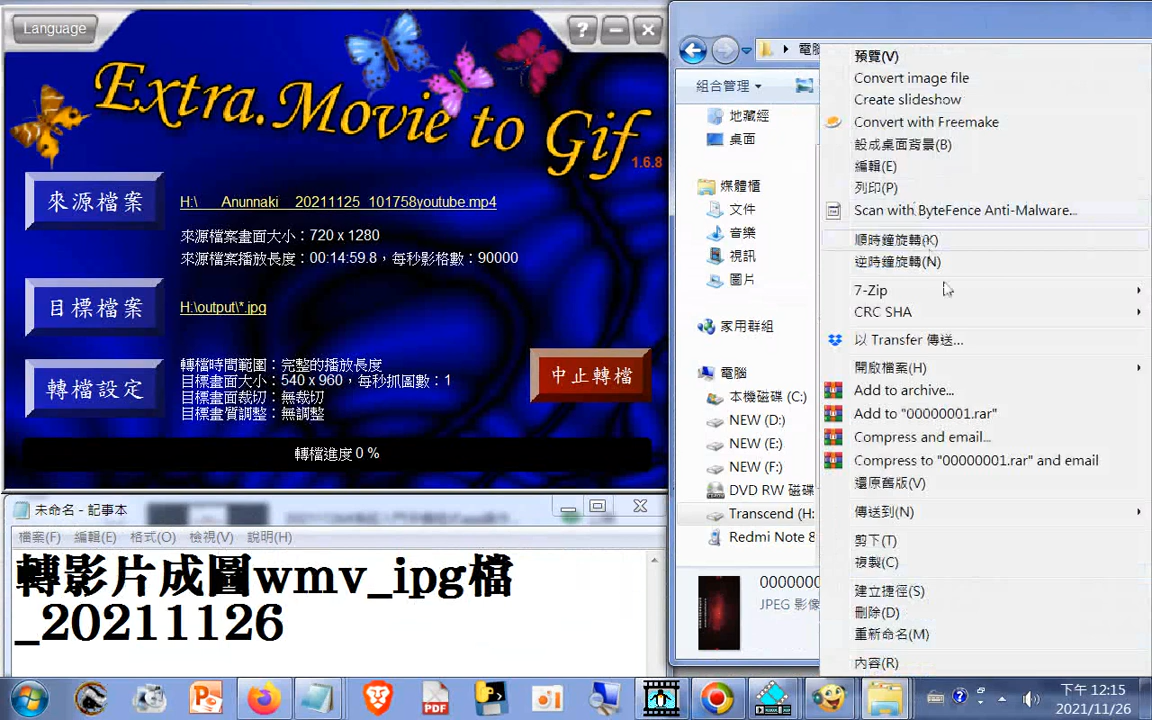 Language
Extra.Movie to Gif
1.6.8
來源檔案
H:\ Anunnaki 20211125 101758youtube.mp4
來源檔案畫面大小：720 x 1280
來源檔案播放長度：00:14:59.8，每秒影格數：90000
目標檔案
H:\output\*.jpg
轉檔設定
轉檔時間範圍：完整的播放長度
目標畫面大小：540 x 960，每秒抓圖數：1
目標畫面裁切：無裁切
目標畫質調整：無調整
中止轉檔
轉檔進度 0 %
未命名 - 記事本
檔案(F) 編輯(E) 格式(O) 檢視(V) 說明(H)
轉影片成圖wmv_ipg檔
_20211126
組合管理
地藏經
桌面
媒體櫃
文件
音樂
視訊
圖片
家用群組
電腦
本機磁碟 (C:)
NEW (D:)
NEW (E:)
NEW (F:)
DVD RW 磁碟
Transcend (H:
Redmi Note 8
0000000
JPEG 影像
預覽(V)
Convert image file
Create slideshow
Convert with Freemake
設成桌面背景(B)
編輯(E)
列印(P)
Scan with ByteFence Anti-Malware...
順時鐘旋轉(K)
逆時鐘旋轉(N)
7-Zip
CRC SHA
以 Transfer 傳送...
開啟檔案(H)
Add to archive...
Add to "00000001.rar"
Compress and email...
Compress to "00000001.rar" and email
還原舊版(V)
傳送到(N)
剪下(T)
複製(C)
建立捷徑(S)
刪除(D)
重新命名(M)
內容(R)
PDF
下午 12:15
2021/11/26